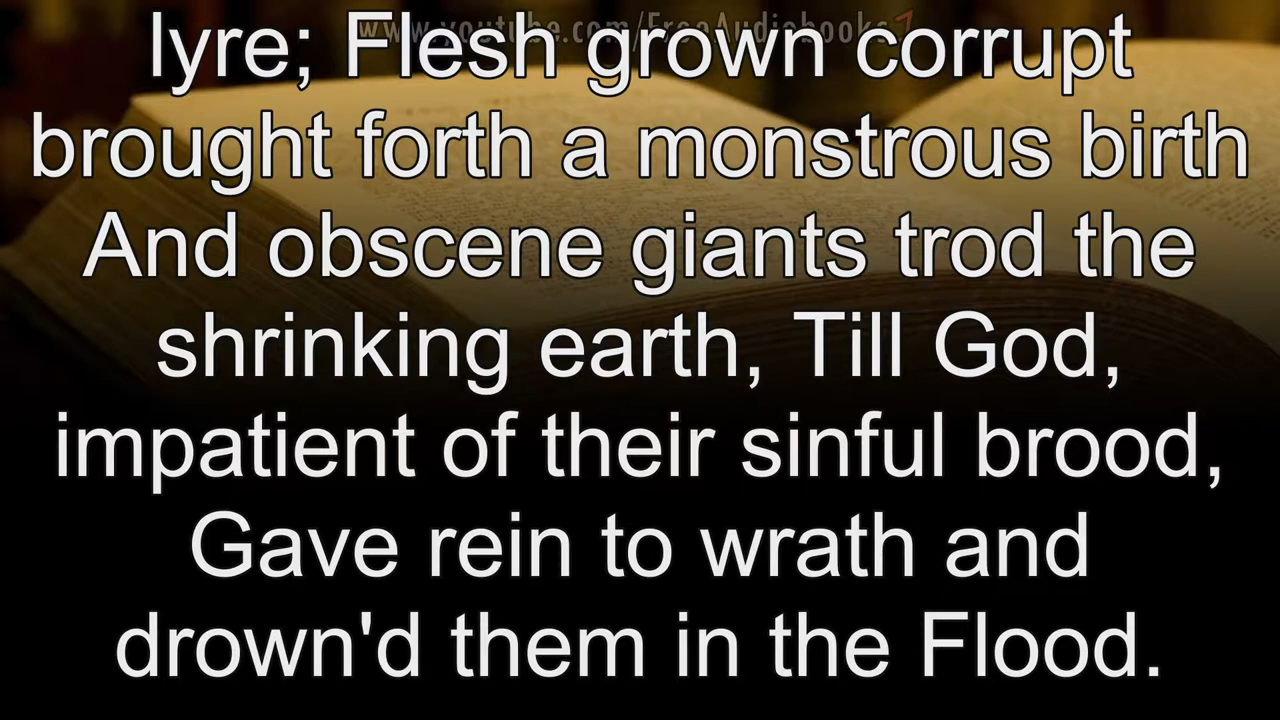 www.youtube.com/FreeAudiobooks7
lyre; Flesh grown corrupt
brought forth a monstrous birth
And obscene giants trod the
shrinking earth, Till God,
impatient of their sinful brood,
Gave rein to wrath and
drown'd them in the Flood.